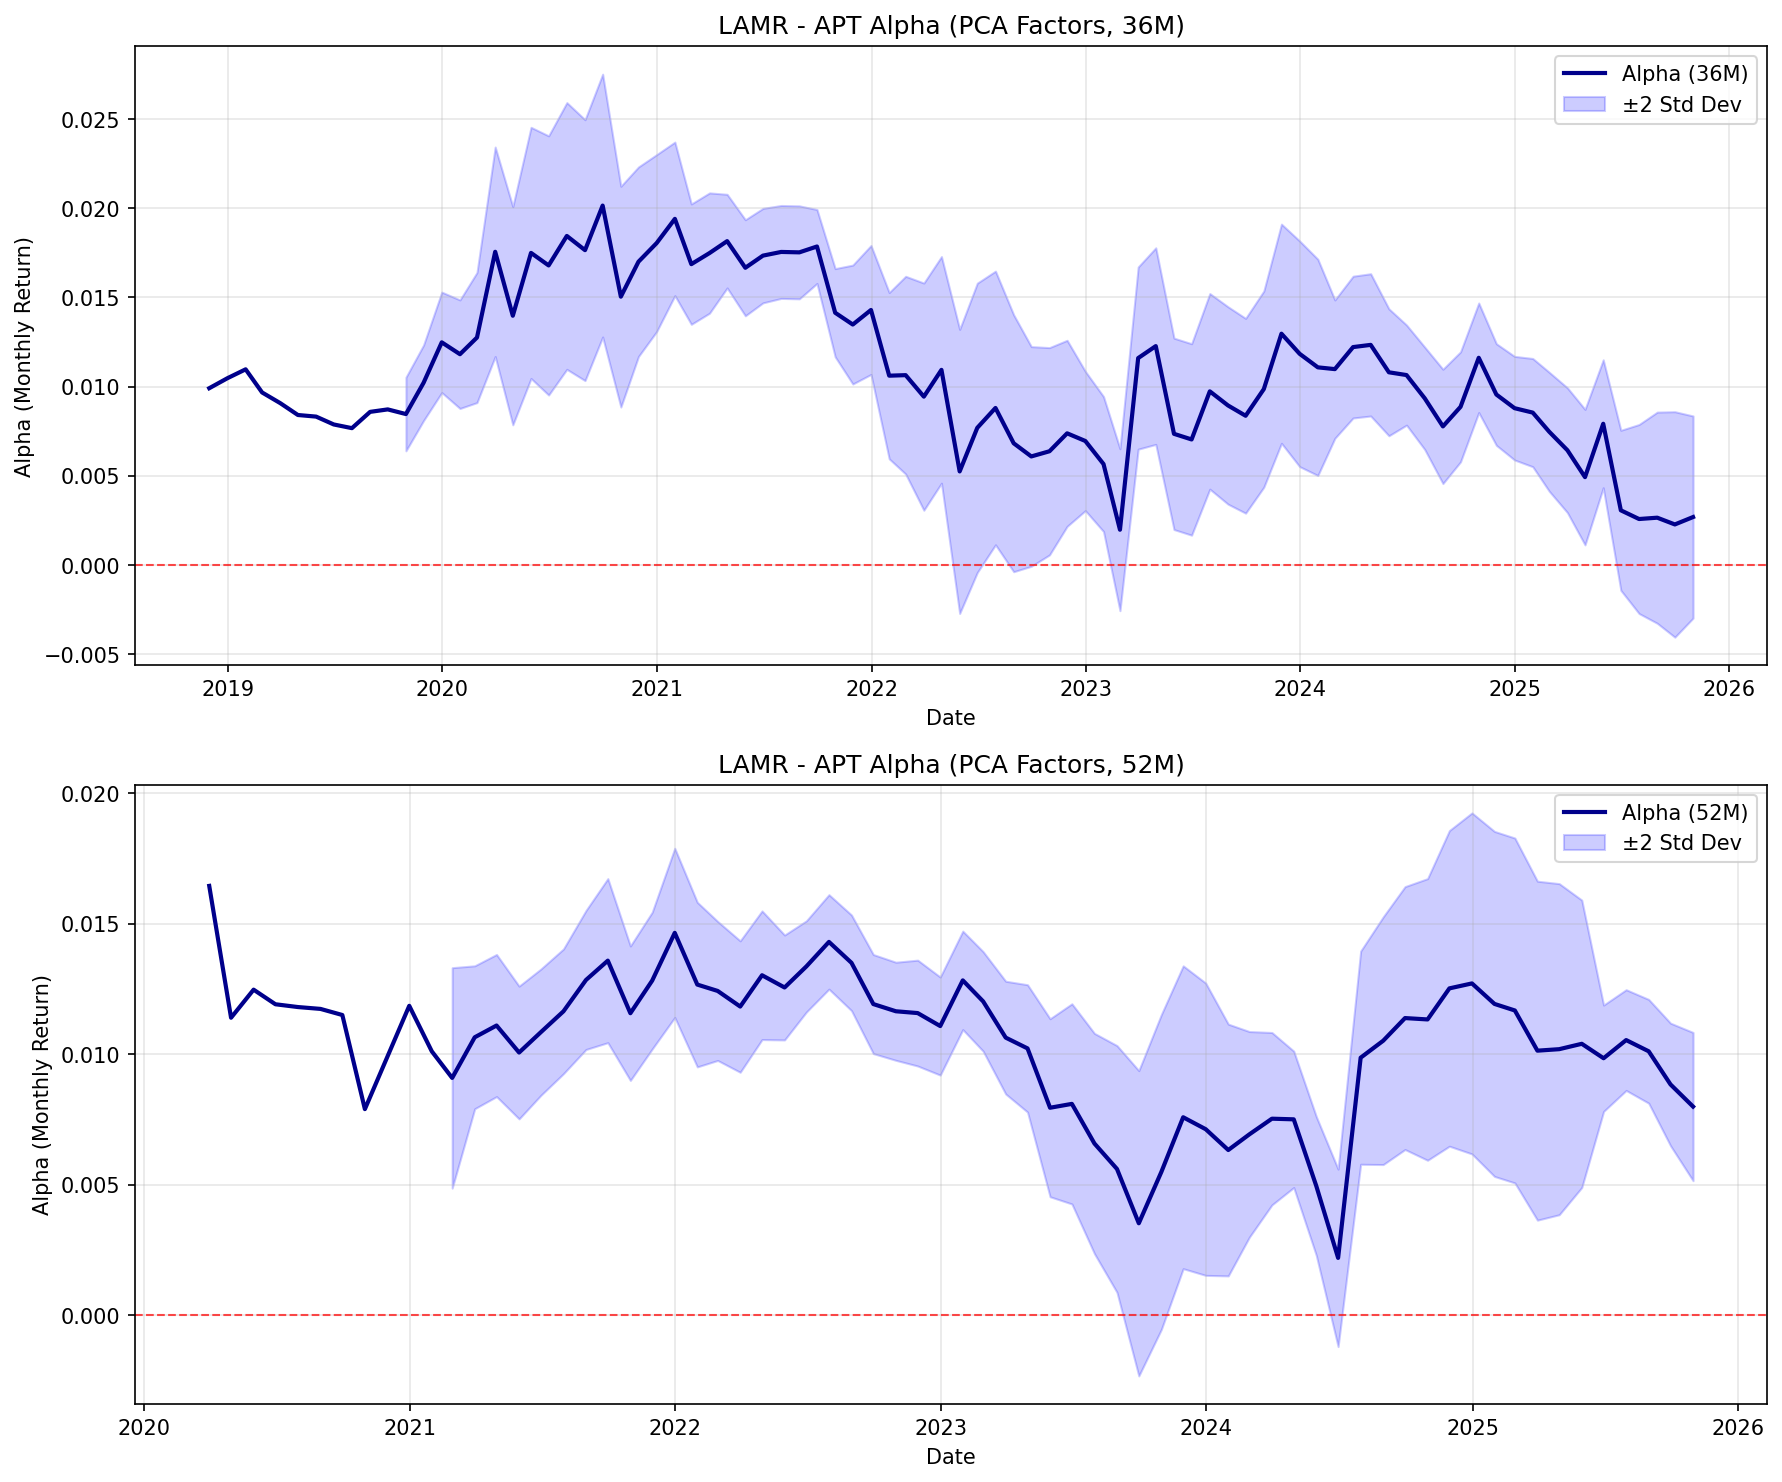 LAMR - APT Alpha (PCA Factors, 36M)
Alpha (Monthly Return)
0.025
0.020
0.015
0.010
0.005
0.000
−0.005
Alpha (36M)
±2 Std Dev
2019 2020 2021 2022 2023 2024 2025 2026
Date
LAMR - APT Alpha (PCA Factors, 52M)
Alpha (Monthly Return)
0.020
0.015
0.010
0.005
0.000
Alpha (52M)
±2 Std Dev
2020 2021 2022 2023 2024 2025 2026
Date